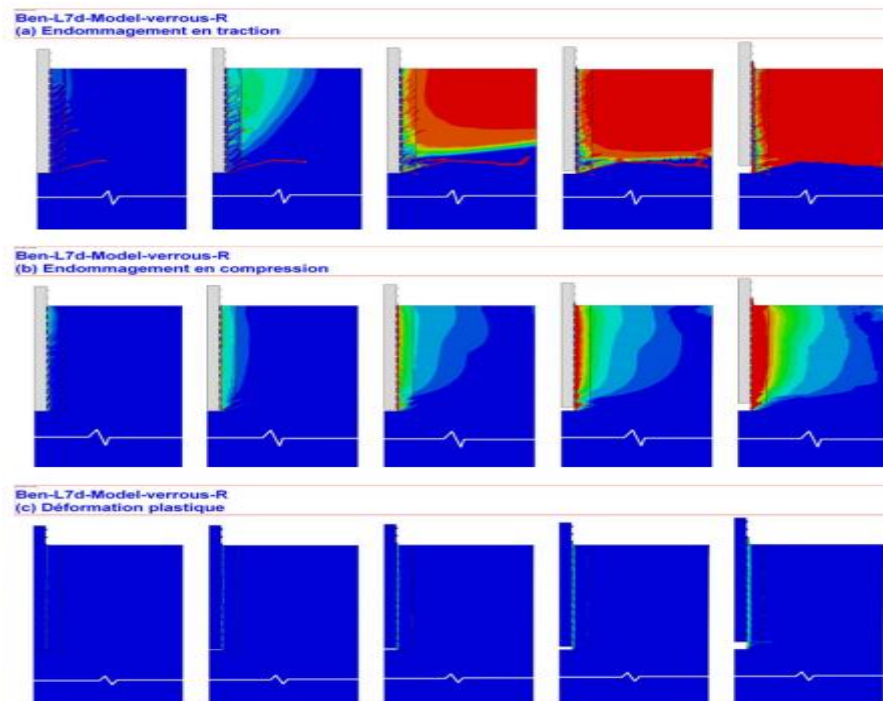 Ben-L7d-Model-verrous-R
(a) Endommagement en traction
Ben-L7d-Model-verrous-R
(b) Endommagement en compression
Ben-L7d-Model-verrous-R
(c) Déformation plastique